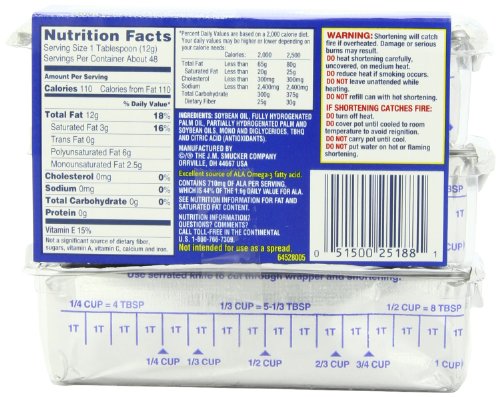 Nutrition Facts
Serving Size 1 Tablespoon (12g)
Servings Per Container About 48
Amount Per Serving
Calories 110 Calories from Fat 110
% Daily Value*
Total Fat 12g 18%
Saturated Fat 3g 16%
Trans Fat 0g
Polyunsaturated Fat 6g
Monounsaturated Fat 2.5g
Cholesterol 0mg 0%
Sodium 0mg 0%
Total Carbohydrate 0g 0%
Protein 0g
Vitamin E 15%
Not a significant source of dietary fiber,
sugars, vitamin A, vitamin C, calcium and iron.
*Percent Daily Values are based on a 2,000 calorie diet.
Your daily values may be higher or lower depending on
your calorie needs.
Calories 2,000 2,500
Total Fat Less than 65g 80g
Saturated Fat Less than 20g 25g
Cholesterol Less than 300mg 300mg
Sodium Less than 2,400mg 2,400mg
Total Carbohydrate 300g 375g
Dietary Fiber 25g 30g
INGREDIENTS: SOYBEAN OIL, FULLY HYDROGENATED
PALM OIL, PARTIALLY HYDROGENATED PALM AND
SOYBEAN OILS, MONO AND DIGLYCERIDES, TBHQ
AND CITRIC ACID (ANTIOXIDANTS).
MANUFACTURED BY
©/® THE J.M. SMUCKER COMPANY
ORRVILLE, OH 44667 USA
Excellent source of ALA Omega-3 fatty acid.
CONTAINS 710mg OF ALA PER SERVING,
WHICH IS 44% OF THE 1.6g DAILY VALUE FOR ALA.
SEE NUTRITION INFORMATION FOR FAT
AND SATURATED FAT CONTENT.
NUTRITION INFORMATION?
QUESTIONS? COMMENTS?
CALL TOLL-FREE IN THE CONTINENTAL
U.S. 1-800-766-7309.
Not intended for use as a spread.
64528005
WARNING: Shortening will catch
fire if overheated. Damage or serious
burns may result.
DO heat shortening carefully,
uncovered, on medium heat.
DO reduce heat if smoking occurs.
DO NOT leave unattended while
heating.
DO NOT refill can with hot shortening.
IF SHORTENING CATCHES FIRE:
DO turn off heat.
DO cover pot until cooled to room
temperature to avoid reignition.
DO NOT carry pot until cool.
DO NOT put water on hot or flaming
shortening.
0 51500 25188 1
Use serrated knife to cut through wrapper and shortening.
1/4 CUP = 4 TBSP 1/3 CUP = 5-1/3 TBSP 1/2 CUP = 8 TBSP
1T 1T 1T 1T 1T 1T 1T 1T 1T 1T 1T 1T
1/4 CUP 1/3 CUP 1/2 CUP 2/3 CUP 3/4 CUP 1 CUP